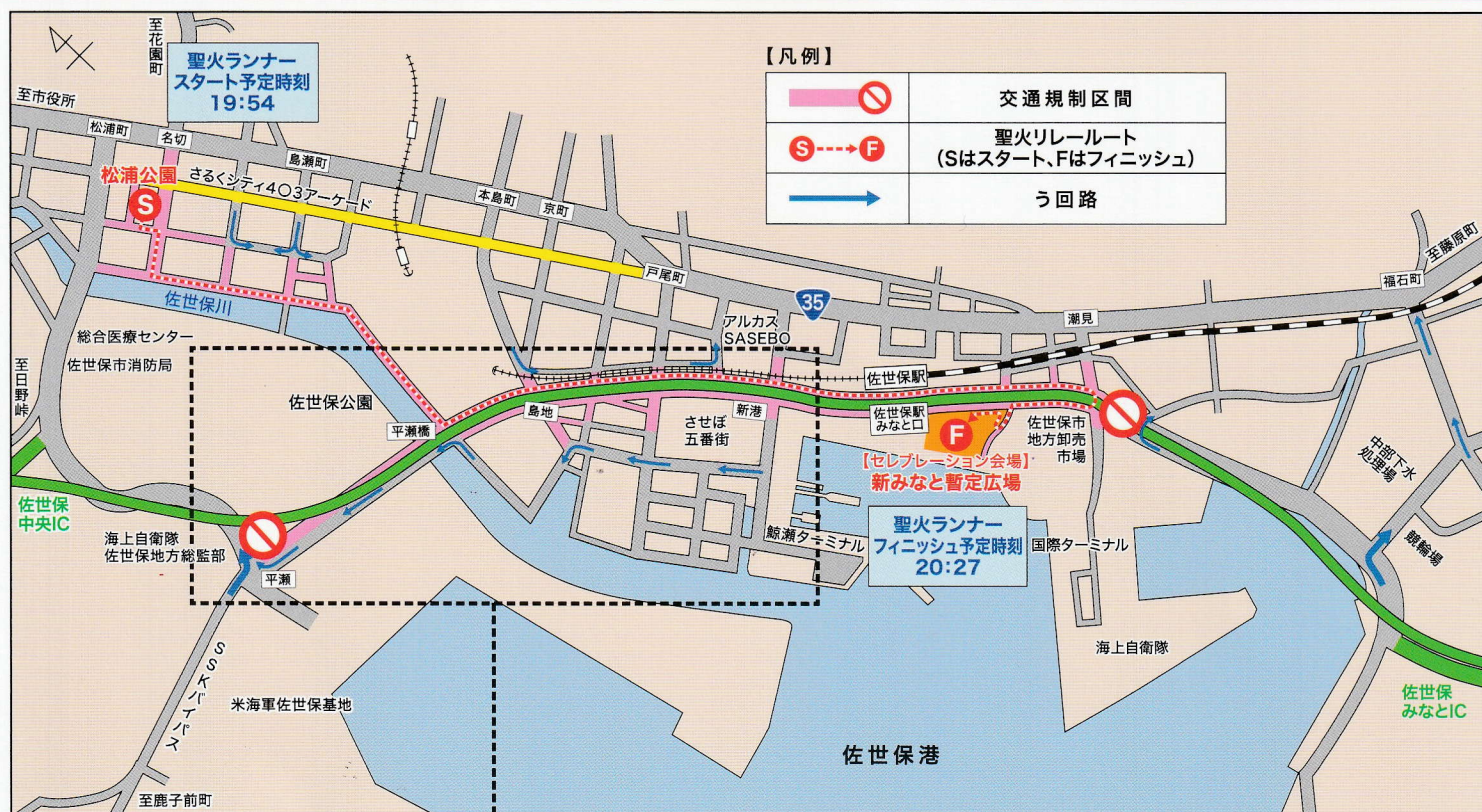 至花園町
聖火ランナー
スタート予定時刻
19:54
【凡例】
交通規制区間
S
F
聖火リレールート
(Sはスタート、Fはフィニッシュ)
う回路
至市役所
松浦町
名切
島瀬町
松浦公園
S
さるくシティ4〇3アーケード
本島町
京町
戸尾町
35
至藤原町
福石町
潮見
佐世保川
アルカス
SASEBO
総合医療センター
佐世保市消防局
至日野峠
佐世保公園
佐世保駅
島地
新港
佐世保駅
みなと口
平瀬橋
させぼ
五番街
F
佐世保市
地方卸売
市場
【セレブレーション会場】
新みなと暫定広場
中部下水
処理場
佐世保
中央IC
海上自衛隊
佐世保地方総監部
平瀬
鯨瀬ターミナル
聖火ランナー
フィニッシュ予定時刻
20:27
国際ターミナル
競輪場
海上自衛隊
SSKバイパス
米海軍佐世保基地
佐世保
みなとIC
佐世保港
至鹿子前町